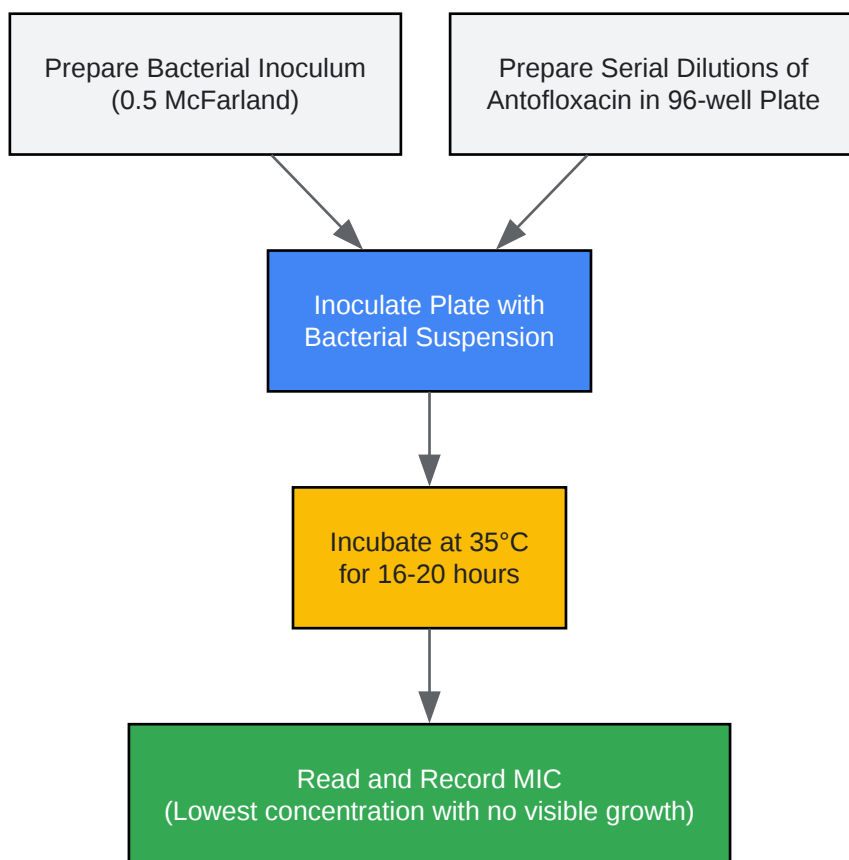 Prepare Bacterial Inoculum
(0.5 McFarland)
Prepare Serial Dilutions of
Antofloxacin in 96-well Plate
Inoculate Plate with
Bacterial Suspension
Incubate at 35°C
for 16-20 hours
Read and Record MIC
(Lowest concentration with no visible growth)